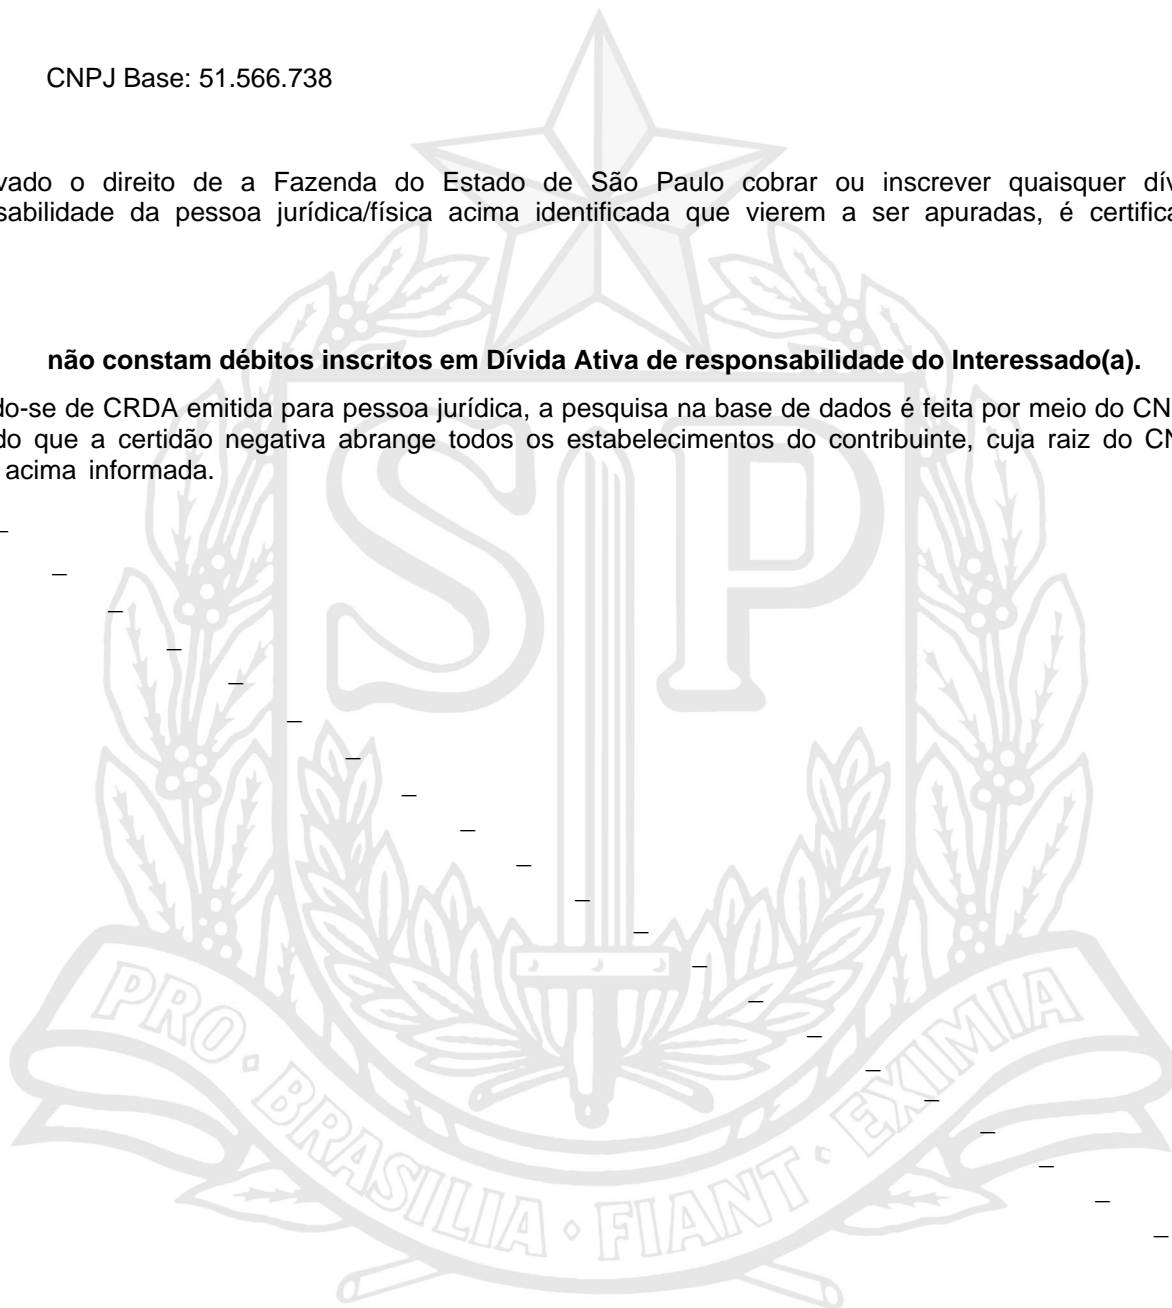 CNPJ Base: 51.566.738
vado o direito de a Fazenda do Estado de São Paulo cobrar ou inscrever quaisquer dív
sabilidade da pessoa jurídica/física acima identificada que vierem a ser apuradas, é certifica
não constam débitos inscritos em Dívida Ativa de responsabilidade do Interessado(a).
do-se de CRDA emitida para pessoa jurídica, a pesquisa na base de dados é feita por meio do CN
do que a certidão negativa abrange todos os estabelecimentos do contribuinte, cuja raiz do CN
acima informada.
SP
PRO • BRASILIA • FIANT • EXIMIA